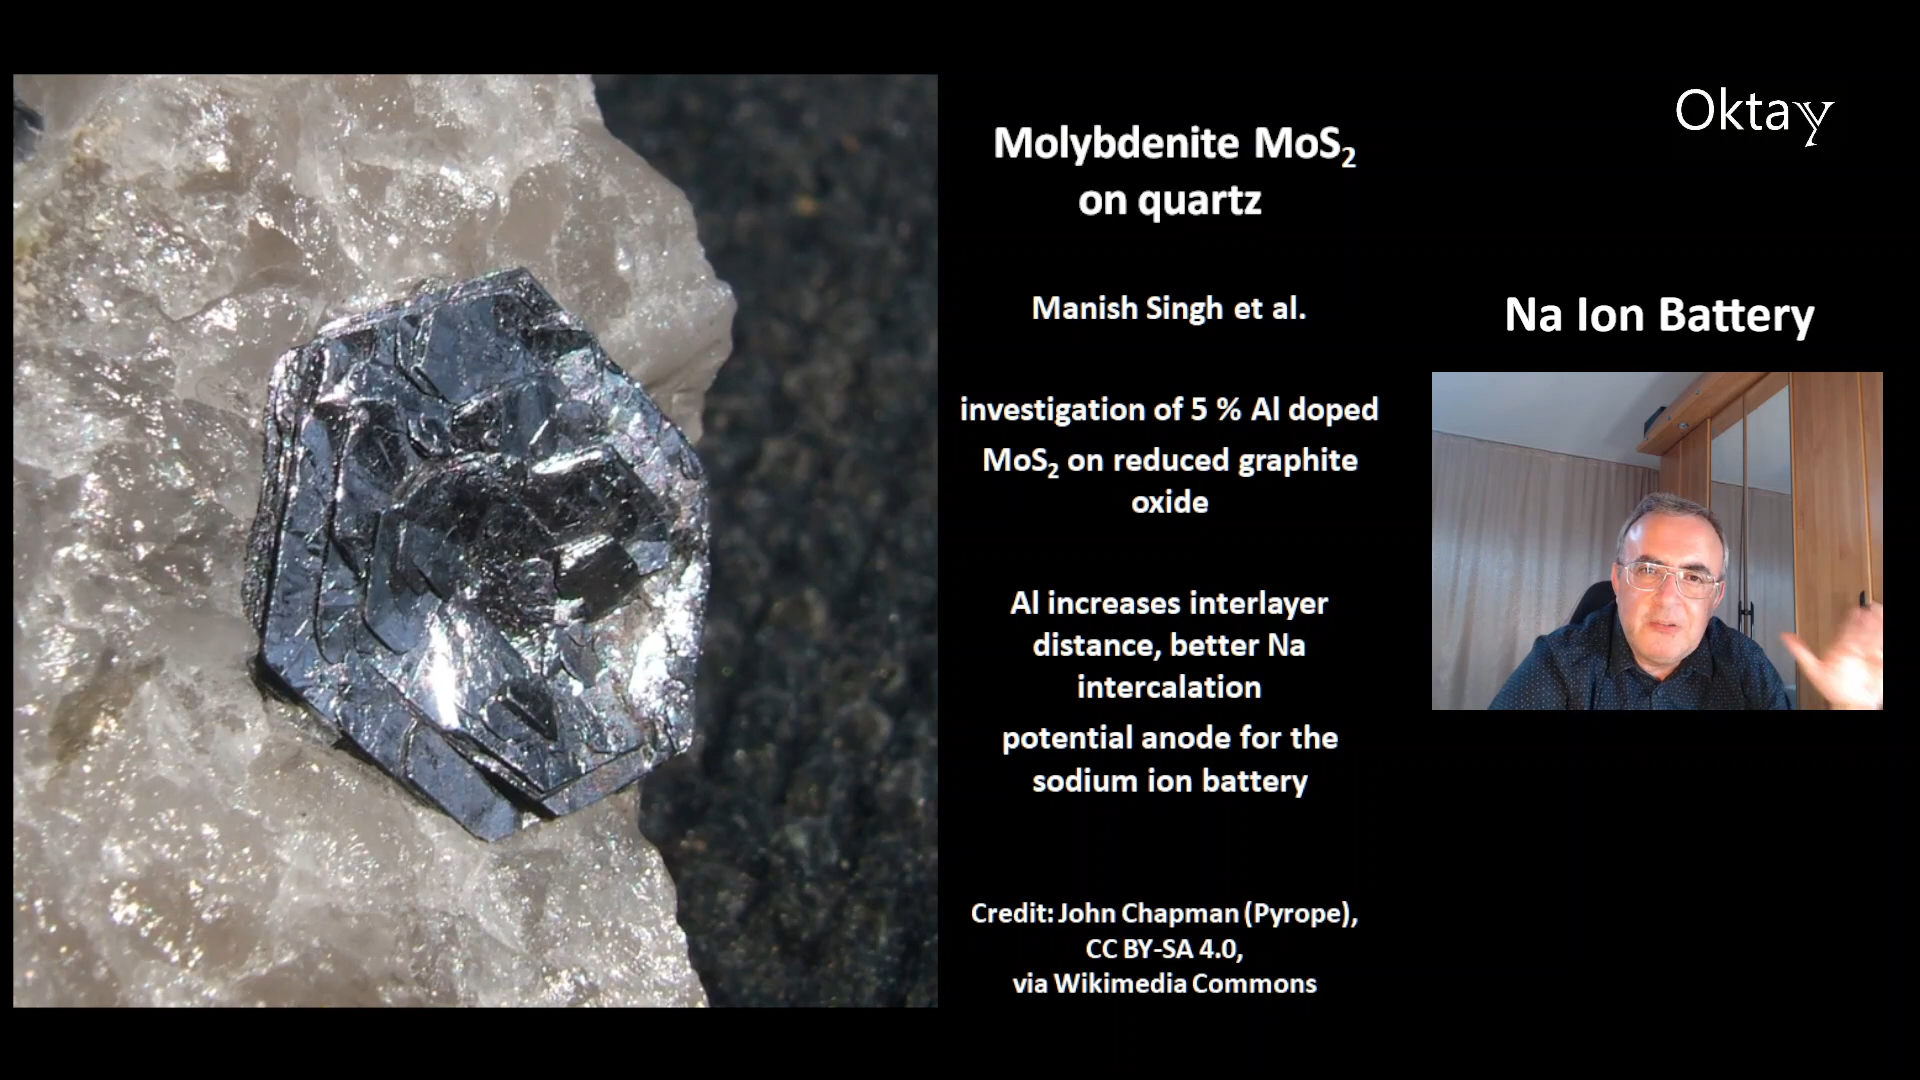 Oktay
Molybdenite MoS₂
on quartz
Manish Singh et al.
Na Ion Battery
investigation of 5 % Al doped
MoS₂ on reduced graphite
oxide
Al increases interlayer
distance, better Na
intercalation
potential anode for the
sodium ion battery
Credit: John Chapman (Pyrope),
CC BY-SA 4.0,
via Wikimedia Commons